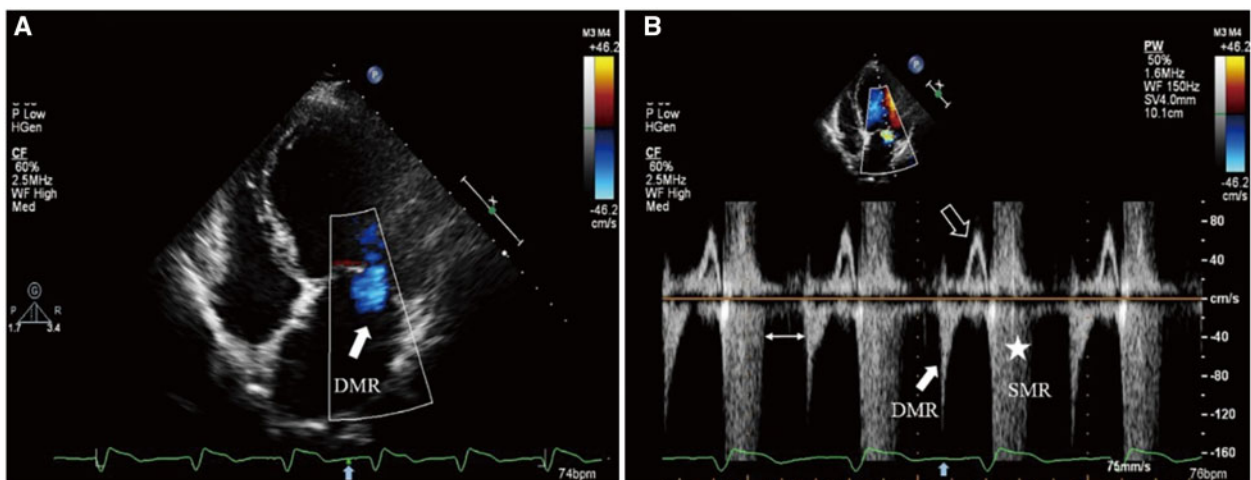 A
M3 M4
+46.2
P Low
HGen
CF
60%
2.5MHz
WF High
Med
-46.2
cm/s
G
P R
1.7 3.4
DMR
74bpm
B
M3 M4
+46.2
PW
50%
1.6MHz
WF 150Hz
SV4.0mm
10.1cm
P Low
HGen
CF
60%
2.5MHz
WF High
Med
-46.2
cm/s
80
40
cm/s
-40
-80
-120
-160
DMR
SMR
75mm/s
76bpm